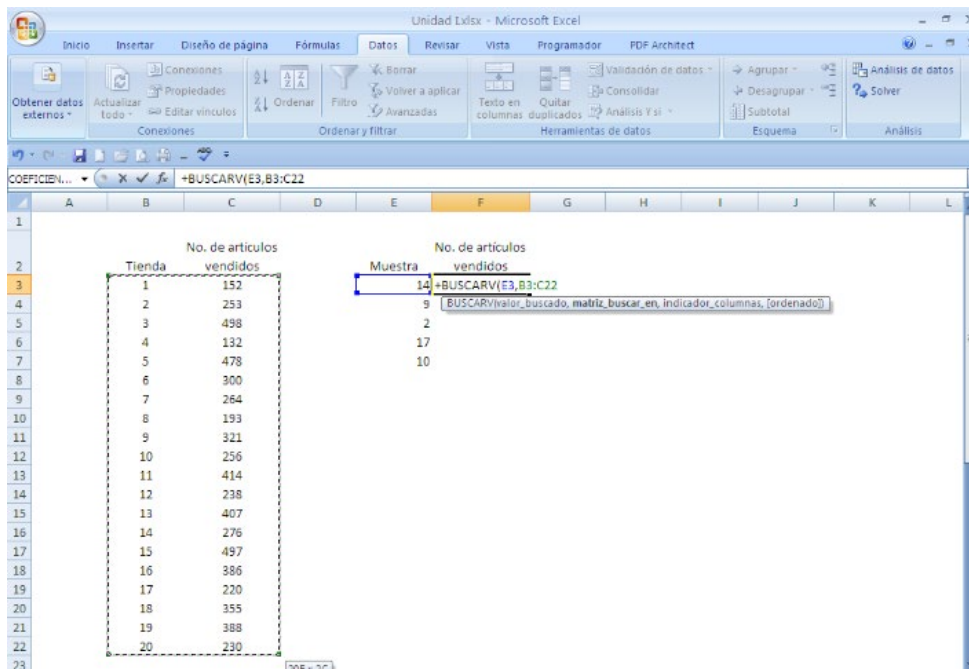 Unidad I.xlsx - Microsoft Excel
Inicio Insertar Diseño de página Fórmulas Datos Revisar Vista Programador PDF Architect
Obtener datos externos
Actualizar todo
Conexiones
Propiedades
Editar vínculos
Conexiones
Ordenar
Filtro
Borrar
Volver a aplicar
Avanzadas
Ordenar y filtrar
Texto en columnas
Quitar duplicados
Validación de datos
Consolidar
Análisis Y si
Herramientas de datos
Agrupar
Desagrupar
Subtotal
Esquema
Análisis de datos
Solver
Análisis
COEFICIEN... +BUSCARV(E3,B3:C22
A B C D E F G H I J K L
1
No. de articulos No. de artículos
2 Tienda vendidos Muestra vendidos
3 1 152 14 +BUSCARV(E3,B3:C22
4 2 253 9 BUSCARV(valor_buscado, matriz_buscar_en, indicador_columnas, [ordenado])
5 3 498 2
6 4 132 17
7 5 478 10
8 6 300
9 7 264
10 8 193
11 9 321
12 10 256
13 11 414
14 12 238
15 13 407
16 14 276
17 15 497
18 16 386
19 17 220
20 18 355
21 19 388
22 20 230
23